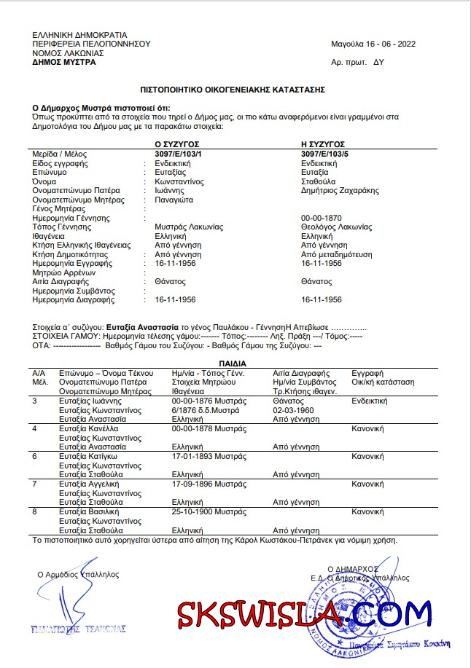 ΕΛΛΗΝΙΚΗ ΔΗΜΟΚΡΑΤΙΑ
ΠΕΡΙΦΕΡΕΙΑ ΠΕΛΟΠΟΝΝΗΣΟΥ
ΝΟΜΟΣ ΛΑΚΩΝΙΑΣ
ΔΗΜΟΣ ΜΥΣΤΡΑ
Μαγούλα 16 - 06 - 2022
Αρ. πρωτ. ΔΥ
ΠΙΣΤΟΠΟΙΗΤΙΚΟ ΟΙΚΟΓΕΝΕΙΑΚΗΣ ΚΑΤΑΣΤΑΣΗΣ
Ο Δήμαρχος Μυστρά πιστοποιεί ότι:
Όπως προκύπτει από τα στοιχεία που τηρεί ο Δήμος μας, οι πιο κάτω αναφερόμενοι είναι γραμμένοι στα
Δημοτολόγια του Δήμου μας με τα παρακάτω στοιχεία:
Ο ΣΥΖΥΓΟΣ Η ΣΥΖΥΓΟΣ
Μερίδα / Μέλος : 3097/Ε/103/1 3097/Ε/103/5
Είδος εγγραφής : Ενδεικτική Ενδεικτική
Επώνυμο : Ευταξίας Ευταξία
Όνομα : Κωνσταντίνος Σταθούλα
Ονοματεπώνυμο Πατέρα : Ιωάννης Δημήτριος Ζαχαράκης
Ονοματεπώνυμο Μητέρας : Παναγιώτα
Γένος Μητέρας :
Ημερομηνία Γέννησης : 00-00-1870
Τόπος Γέννησης : Μυστράς Λακωνίας Θεολόγος Λακωνίας
Ιθαγένεια : Ελληνική Ελληνική
Κτήση Ελληνικής Ιθαγένειας : Από γέννηση Από γέννηση
Κτήση Δημοτικότητας : Από γέννηση Από μεταδημότευση
Ημερομηνία Εγγραφής : 16-11-1956 16-11-1956
Μητρώο Αρρένων :
Αιτία Διαγραφής : Θάνατος Θάνατος
Ημερομηνία Συμβάντος :
Ημερομηνία Διαγραφής : 16-11-1956 16-11-1956
Στοιχεία α΄ συζύγου: Ευταξία Αναστασία το γένος Παυλάκου - ΓέννησηΗ Απεβίωσε …………..
ΣΤΟΙΧΕΙΑ ΓΑΜΟΥ: Ημερομηνία τέλεσης γάμου:------- Τόπος:-------- Ληξ. Πράξη ---/ Τόμος:-----
ΟΤΑ: ------------------ Βαθμός Γάμου του Συζύγου: - Βαθμός Γάμου της Συζύγου: ---
ΠΑΙΔΙΑ
Α/Α Επώνυμο – Όνομα Τέκνου Ημ/νία - Τόπος Γένν. Αιτία Διαγραφής Εγγραφή
Μέλ. Ονοματεπώνυμο Πατέρα Στοιχεία Μητρώου Ημ/νία Συμβάντος Οικ/κή κατάσταση
Ονοματεπώνυμο Μητέρας Ιθαγένεια Τρ.Κτήσης ιθαγεν.
3 Ευταξίας Ιωάννης 00-00-1876 Μυστράς Θάνατος Ενδεικτική
Ευταξίας Κωνσταντίνος 6/1876 δ.δ.Μυστρά 02-03-1960
Ευταξία Αναστασία Ελληνική Από γέννηση
4 Ευταξία Κανέλλα 00-00-1878 Μυστράς Κανονική
Ευταξίας Κωνσταντίνος
Ευταξία Αναστασία Ελληνική Από γέννηση
6 Ευταξία Κατίγκω 17-01-1893 Μυστράς Κανονική
Ευταξίας Κωνσταντίνος
Ευταξία Σταθούλα Ελληνική Από γέννηση
7 Ευταξία Αγγελική 17-09-1896 Μυστράς Κανονική
Ευταξίας Κωνσταντίνος
Ευταξία Σταθούλα Ελληνική Από γέννηση
8 Ευταξία Βασιλική 25-10-1900 Μυστράς Κανονική
Ευταξίας Κωνσταντίνος
Ευταξία Σταθούλα Ελληνική Από γέννηση
Το πιστοποιητικό αυτό χορηγείται ύστερα από αίτηση της Κάρολ Κωστάκου-Πετράνεκ για νόμιμη χρήση.
Ο Αρμόδιος Υπάλληλος
Ο ΔΗΜΑΡΧΟΣ
Ε.Δ. Ο Δημοτικός Υπάλληλος
ΠΑΝΑΓΙΩΤΗΣ ΤΣΑΚΟΝΑΣ
SKSWISLA.COM